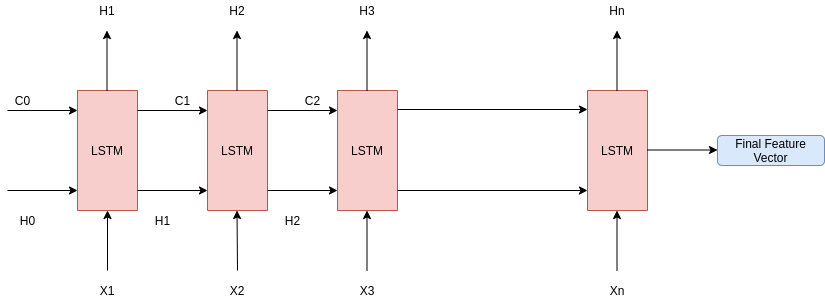 H1 H2 H3 Hn
C0 C1 C2
LSTM LSTM LSTM LSTM Final Feature
Vector
H0 H1 H2
X1 X2 X3 Xn